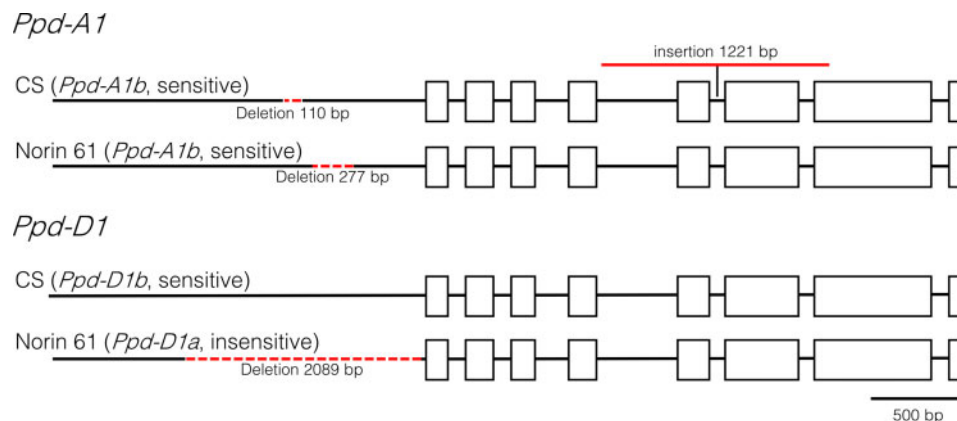 Ppd-A1
insertion 1221 bp
CS (Ppd-A1b, sensitive)
Deletion 110 bp
Norin 61 (Ppd-A1b, sensitive)
Deletion 277 bp
Ppd-D1
CS (Ppd-D1b, sensitive)
Norin 61 (Ppd-D1a, insensitive)
Deletion 2089 bp
500 bp